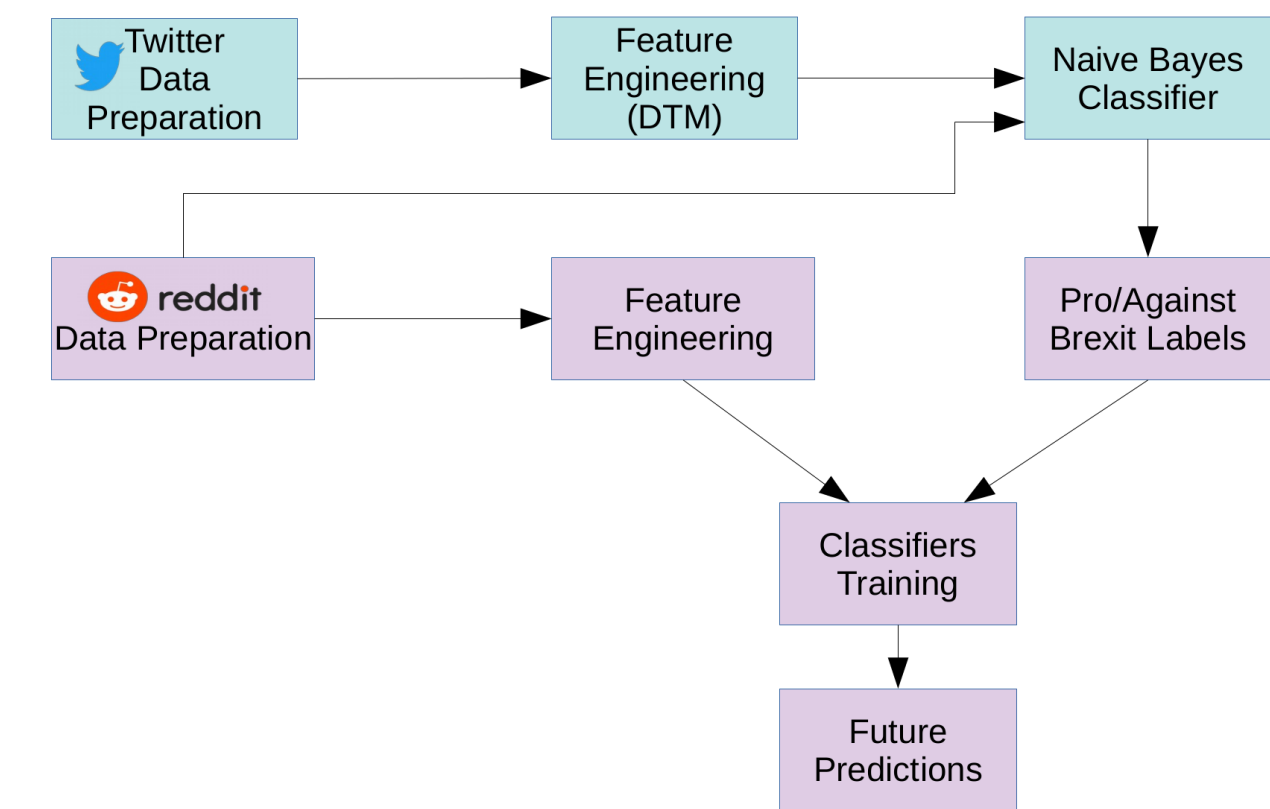 Twitter
Data
Preparation
Feature
Engineering
(DTM)
Naive Bayes
Classifier
reddit
Data Preparation
Feature
Engineering
Pro/Against
Brexit Labels
Classifiers
Training
Future
Predictions